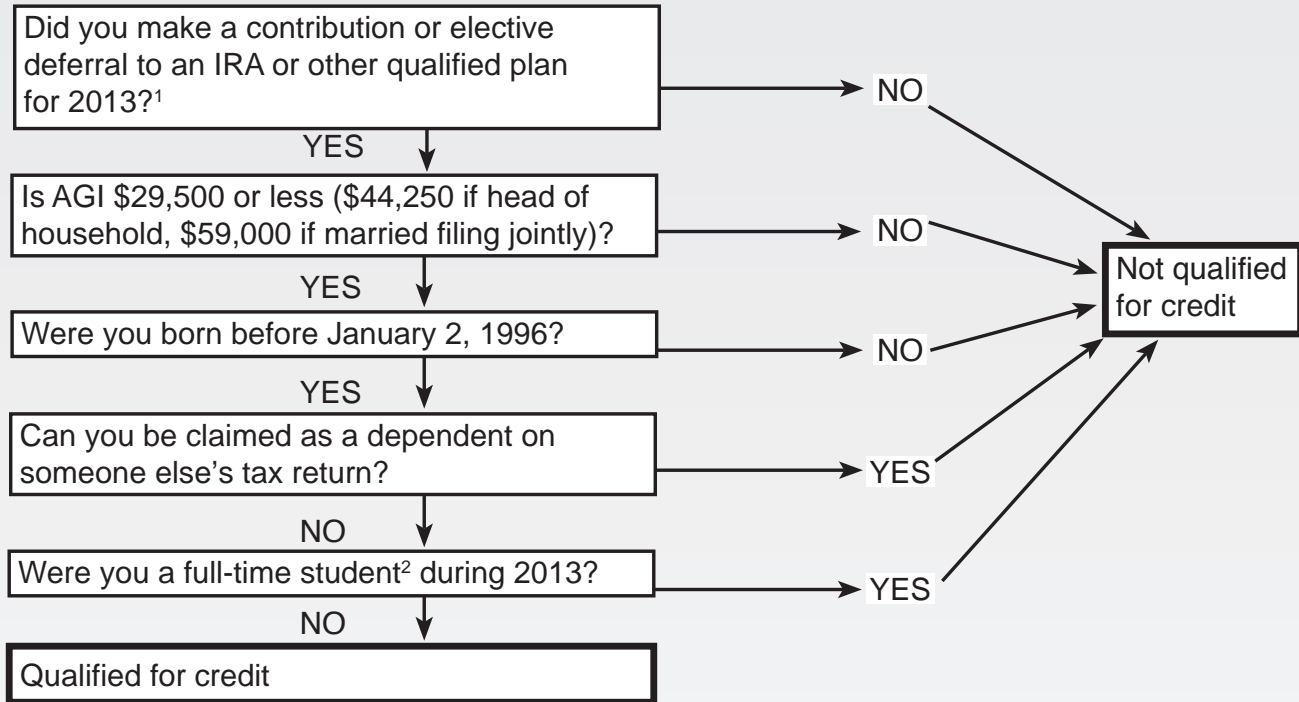 Did you make a contribution or elective
deferral to an IRA or other qualified plan
for 2013?¹
NO
YES
Is AGI $29,500 or less ($44,250 if head of
household, $59,000 if married filing jointly)?
NO
Not qualified
for credit
YES
Were you born before January 2, 1996?
NO
YES
Can you be claimed as a dependent on
someone else’s tax return?
YES
NO
Were you a full-time student² during 2013?
YES
NO
Qualified for credit